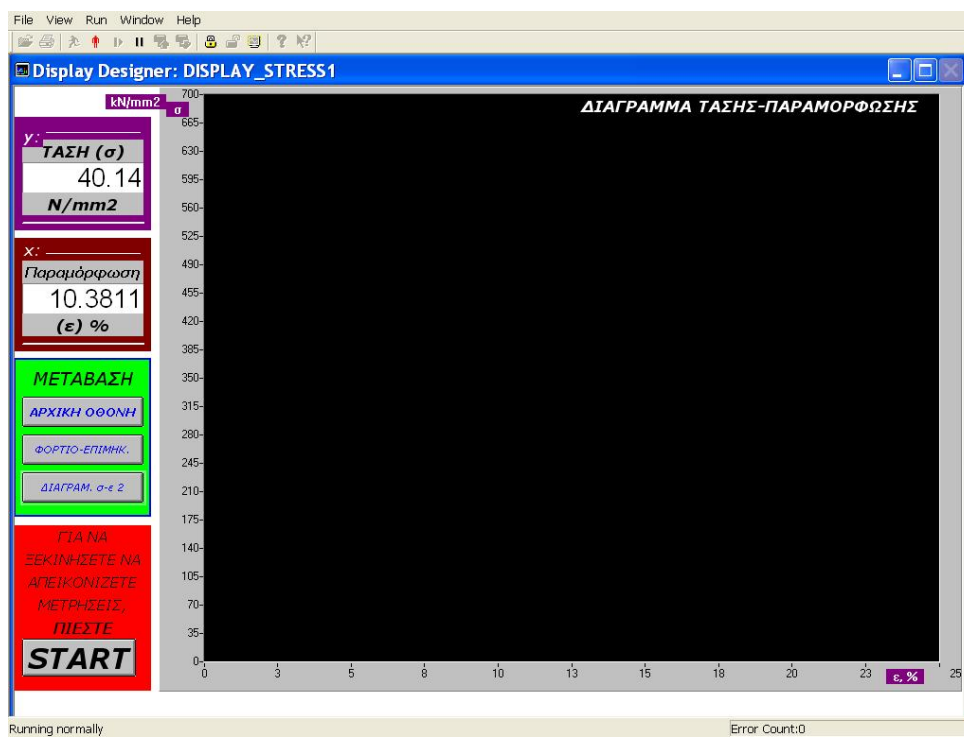 File View Run Window Help
Display Designer: DISPLAY_STRESS1
kN/mm2
σ
ΔΙΑΓΡΑΜΜΑ ΤΑΣΗΣ-ΠΑΡΑΜΟΡΦΩΣΗΣ
y:
ΤΑΣΗ (σ)
40.14
N/mm2
x:
Παραμόρφωση
10.3811
(ε) %
ΜΕΤΑΒΑΣΗ
ΑΡΧΙΚΗ ΟΘΟΝΗ
ΦΟΡΤΙΟ-ΕΠΙΜΗΚ.
ΔΙΑΓΡΑΜ. σ-ε 2
ΓΙΑ ΝΑ
ΞΕΚΙΝΗΣΕΤΕ ΝΑ
ΑΠΕΙΚΟΝΙΖΕΤΕ
ΜΕΤΡΗΣΕΙΣ,
ΠΙΕΣΤΕ
START
700
665
630
595
560
525
490
455
420
385
350
315
280
245
210
175
140
105
70
35
0
0 3 5 8 10 13 15 18 20 23 25
ε, %
Running normally
Error Count:0